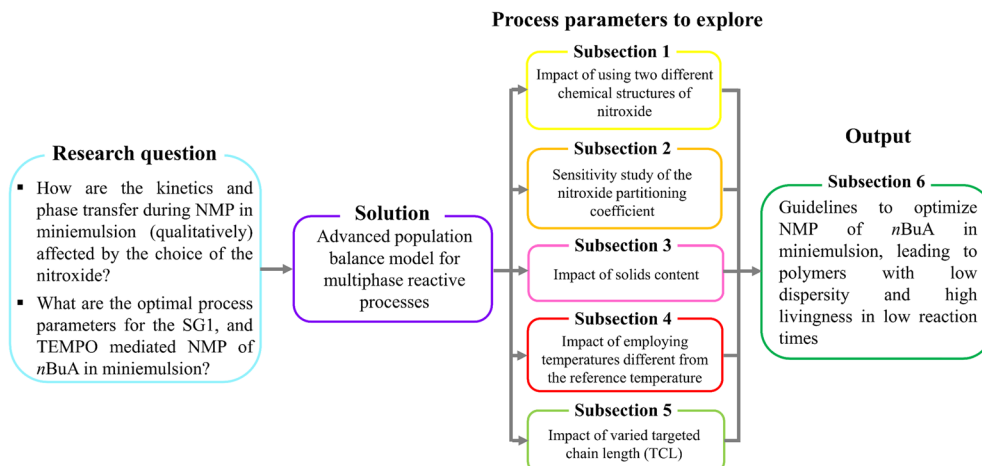 Process parameters to explore
Research question
▪ How are the kinetics and
phase transfer during NMP in
miniemulsion (qualitatively)
affected by the choice of the
nitroxide?
▪ What are the optimal process
parameters for the SG1, and
TEMPO mediated NMP of
nBuA in miniemulsion?
Solution
Advanced population
balance model for
multiphase reactive
processes
Subsection 1
Impact of using two different
chemical structures of
nitroxide
Subsection 2
Sensitivity study of the
nitroxide partitioning
coefficient
Subsection 3
Impact of solids content
Subsection 4
Impact of employing
temperatures different from
the reference temperature
Subsection 5
Impact of varied targeted
chain length (TCL)
Output
Subsection 6
Guidelines to optimize
NMP of nBuA in
miniemulsion, leading to
polymers with low
dispersity and high
livingness in low reaction
times